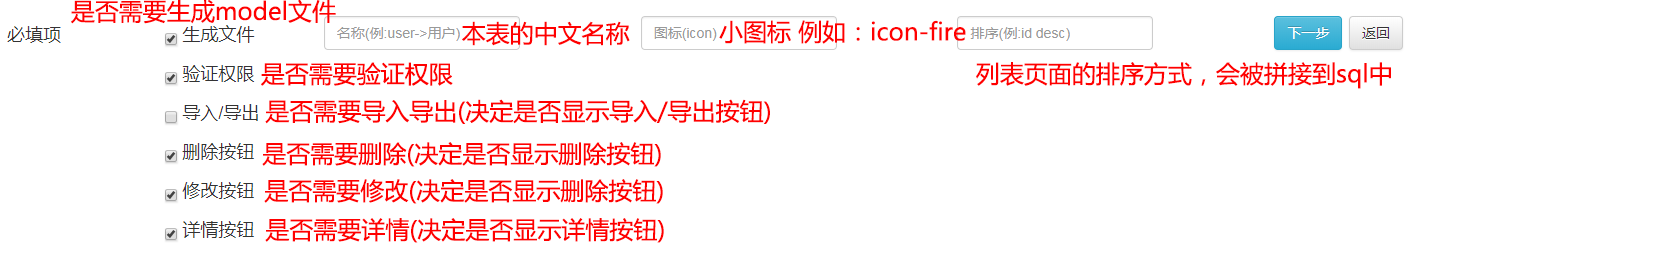 是否需要生成model文件
必填项 生成文件 名称(例:user->用户) 本表的中文名称 图标(icon) 小图标 例如：icon-fire 排序(例:id desc) 下一步 返回
验证权限 是否需要验证权限 列表页面的排序方式，会被拼接到sql中
导入/导出 是否需要导入导出(决定是否显示导入/导出按钮)
删除按钮 是否需要删除(决定是否显示删除按钮)
修改按钮 是否需要修改(决定是否显示删除按钮)
详情按钮 是否需要详情(决定是否显示详情按钮)